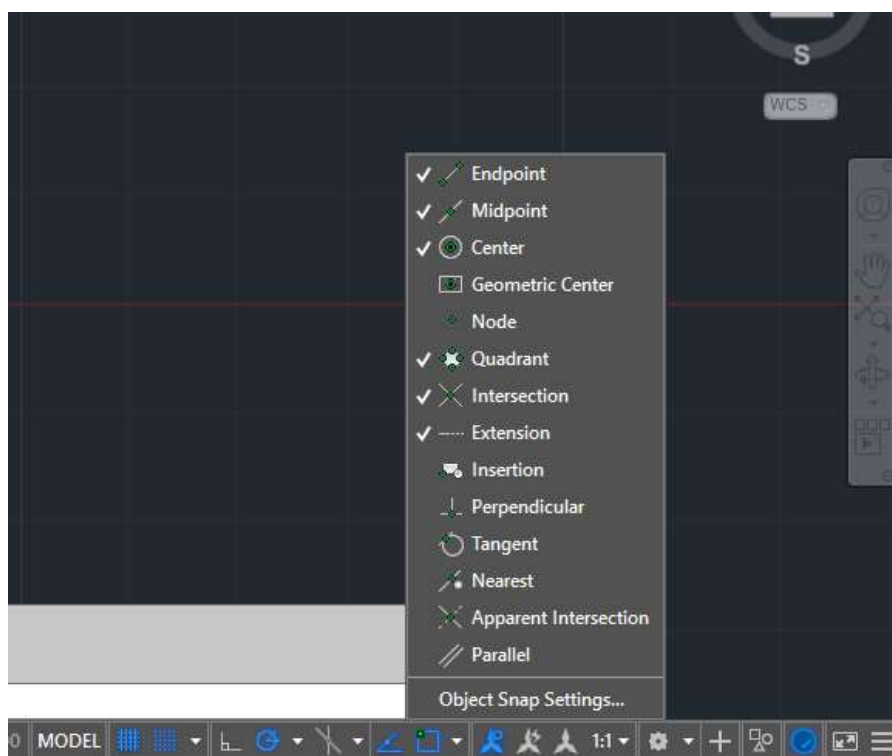 S
WCS
Endpoint
Midpoint
Center
Geometric Center
Node
Quadrant
Intersection
Extension
Insertion
Perpendicular
Tangent
Nearest
Apparent Intersection
Parallel
Object Snap Settings...
MODEL 1:1